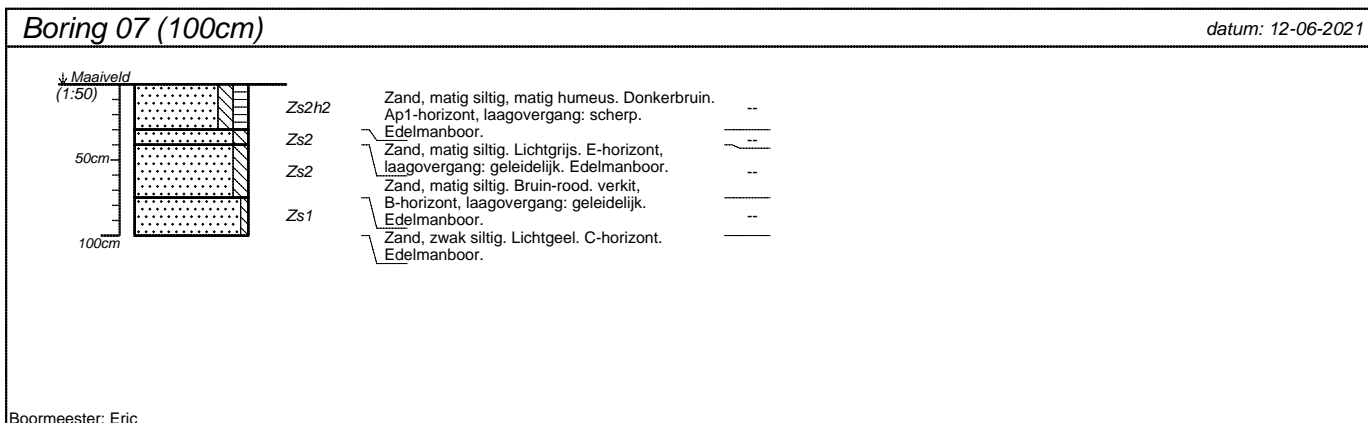 Boring 07 (100cm)
datum: 12-06-2021
Maaiveld
(1:50)
50cm
100cm
Zs2h2
Zand, matig siltig, matig humeus. Donkerbruin.
Ap1-horizont, laagovergang: scherp.
Edelmanboor.
--
Zs2
Zand, matig siltig. Lichtgrijs. E-horizont,
laagovergang: geleidelijk. Edelmanboor.
--
Zs2
Zand, matig siltig. Bruin-rood. verkit,
B-horizont, laagovergang: geleidelijk.
Edelmanboor.
--
Zs1
Zand, zwak siltig. Lichtgeel. C-horizont.
Edelmanboor.
--
Boormeester: Eric